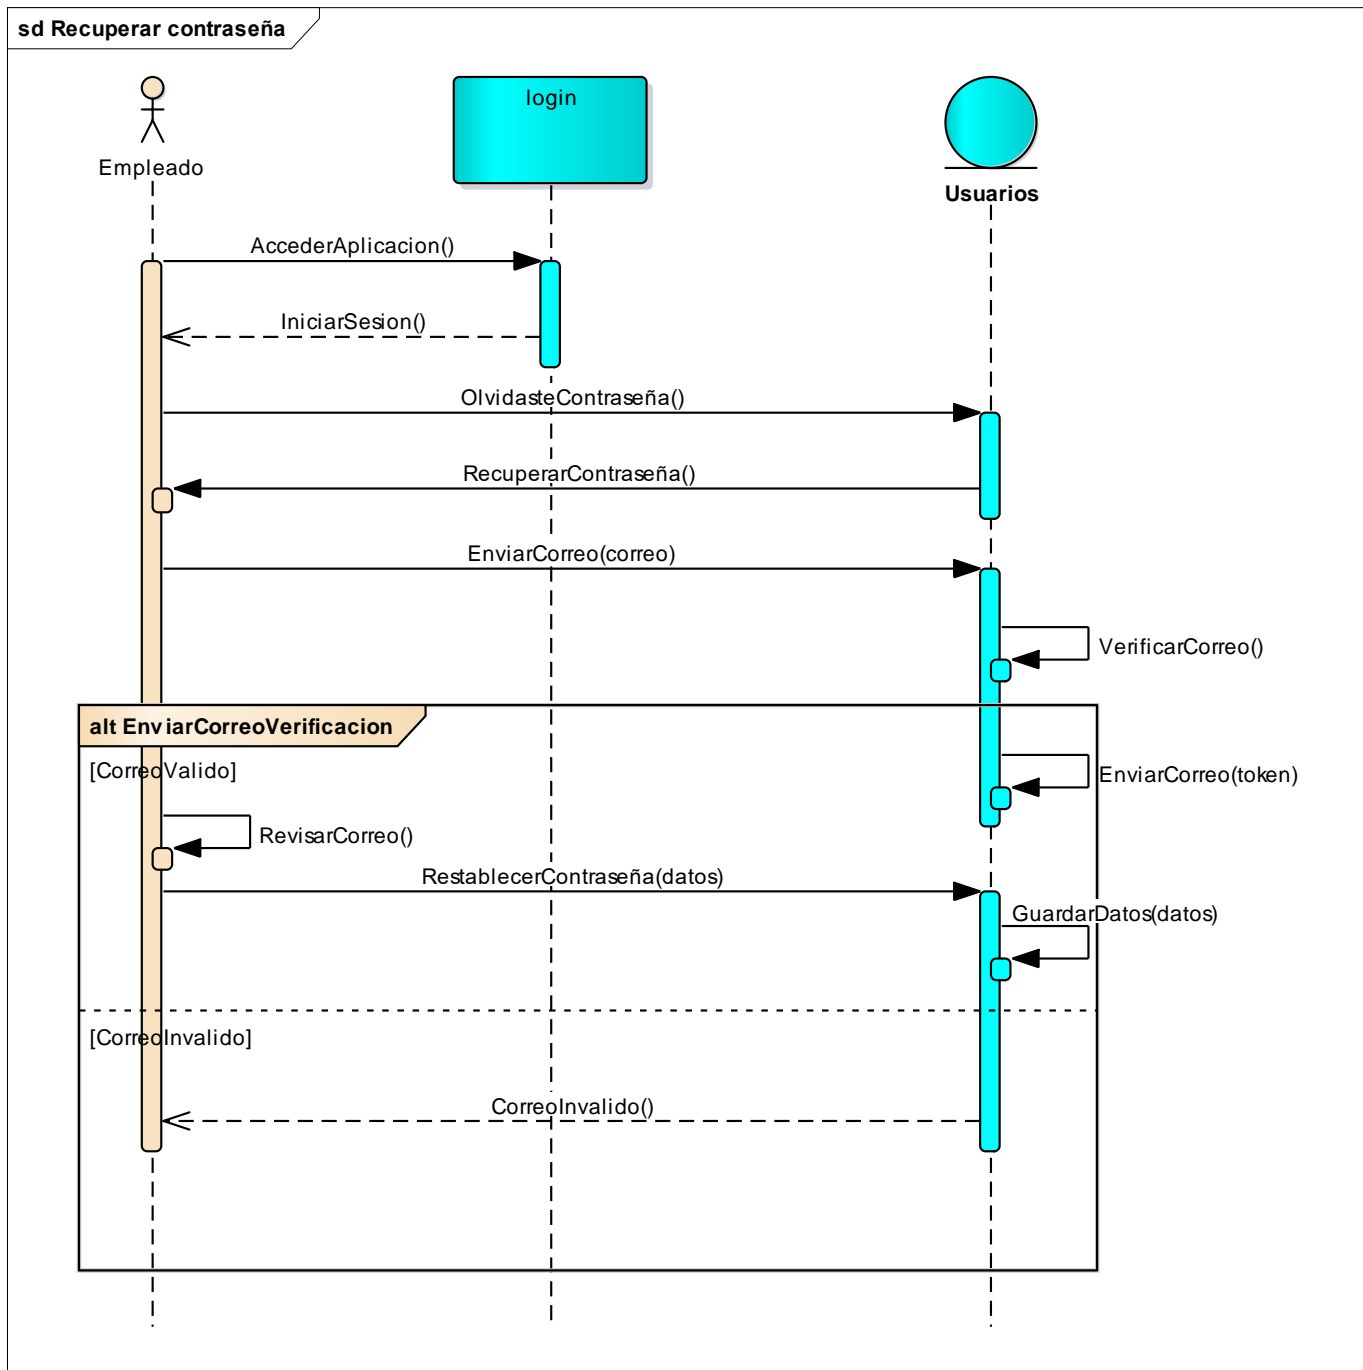 sd Recuperar contraseña
login
Empleado
Usuarios
AccederAplicacion()
IniciarSesion()
OlvidasteContraseña()
RecuperarContraseña()
EnviarCorreo(correo)
VerificarCorreo()
alt EnviarCorreoVerificacion
[CorreoValido]
EnviarCorreo(token)
RevisarCorreo()
RestablecerContraseña(datos)
GuardarDatos(datos)
[CorreoInvalido]
CorreoInvalido()